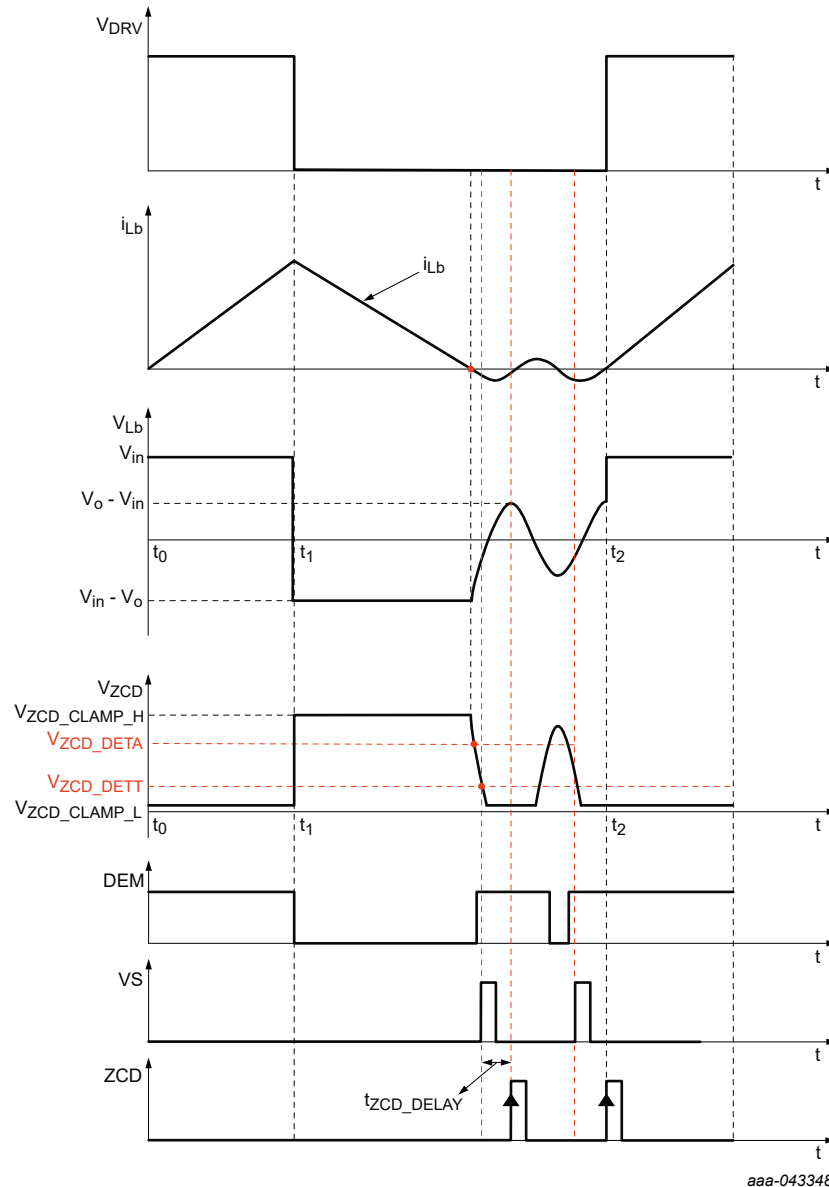 VDRV
t
iLb
iLb
t
VLb
Vin
Vo - Vin
t0 t1 t2 t
Vin - Vo
VZCD
VZCD_CLAMP_H
VZCD_DETA
VZCD_DETT
VZCD_CLAMP_L
t0 t1 t2 t
DEM
t
VS
t
ZCD
tZCD_DELAY
t
aaa-043348